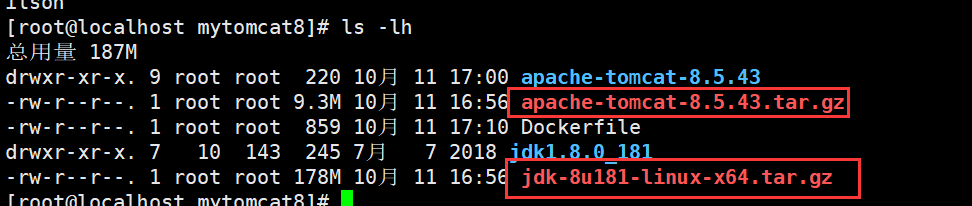 [root@localhost mytomcat8]# ls -lh
总用量 187M
drwxr-xr-x. 9 root root  220 10月 11 17:00 apache-tomcat-8.5.43
-rw-r--r--. 1 root root 9.3M 10月 11 16:56 apache-tomcat-8.5.43.tar.gz
-rw-r--r--. 1 root root  859 10月 11 17:10 Dockerfile
drwxr-xr-x. 7   10  143  245 7月   7 2018 jdk1.8.0_181
-rw-r--r--. 1 root root 178M 10月 11 16:56 jdk-8u181-linux-x64.tar.gz
[root@localhost mytomcat8]#